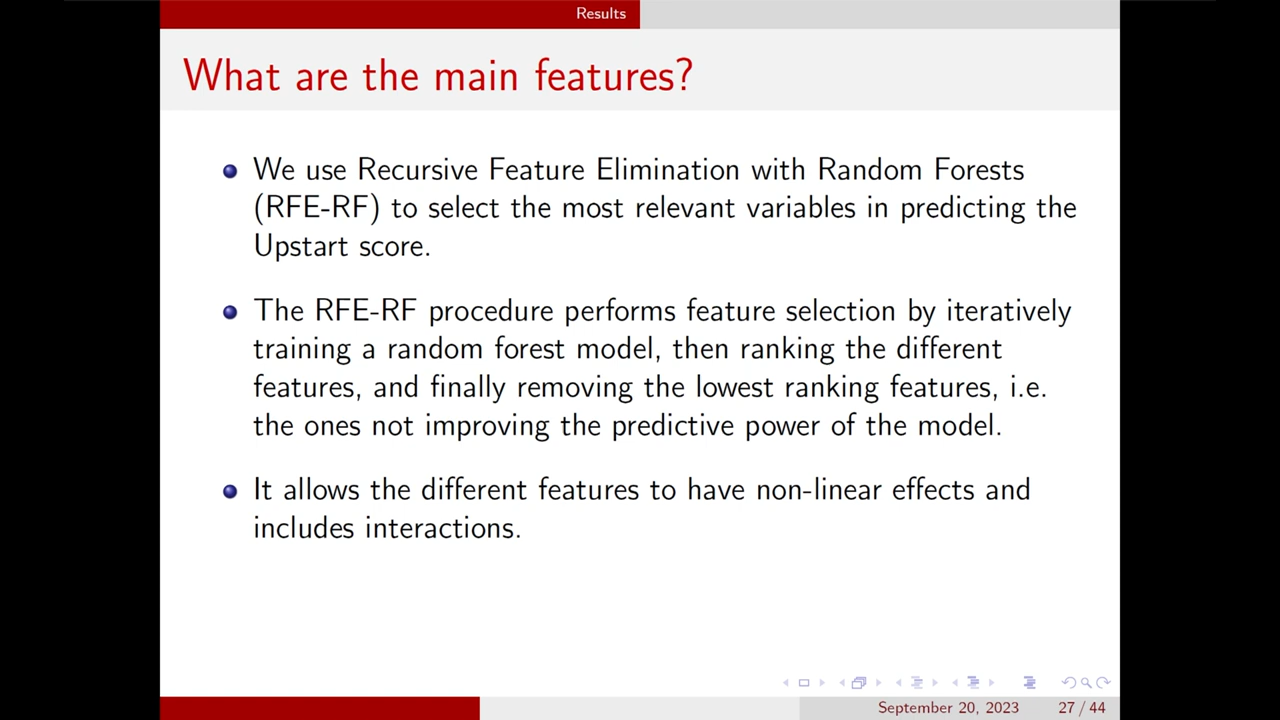 Results
What are the main features?
We use Recursive Feature Elimination with Random Forests
(RFE-RF) to select the most relevant variables in predicting the
Upstart score.
The RFE-RF procedure performs feature selection by iteratively
training a random forest model, then ranking the different
features, and finally removing the lowest ranking features, i.e.
the ones not improving the predictive power of the model.
It allows the different features to have non-linear effects and
includes interactions.
September 20, 2023 27 / 44